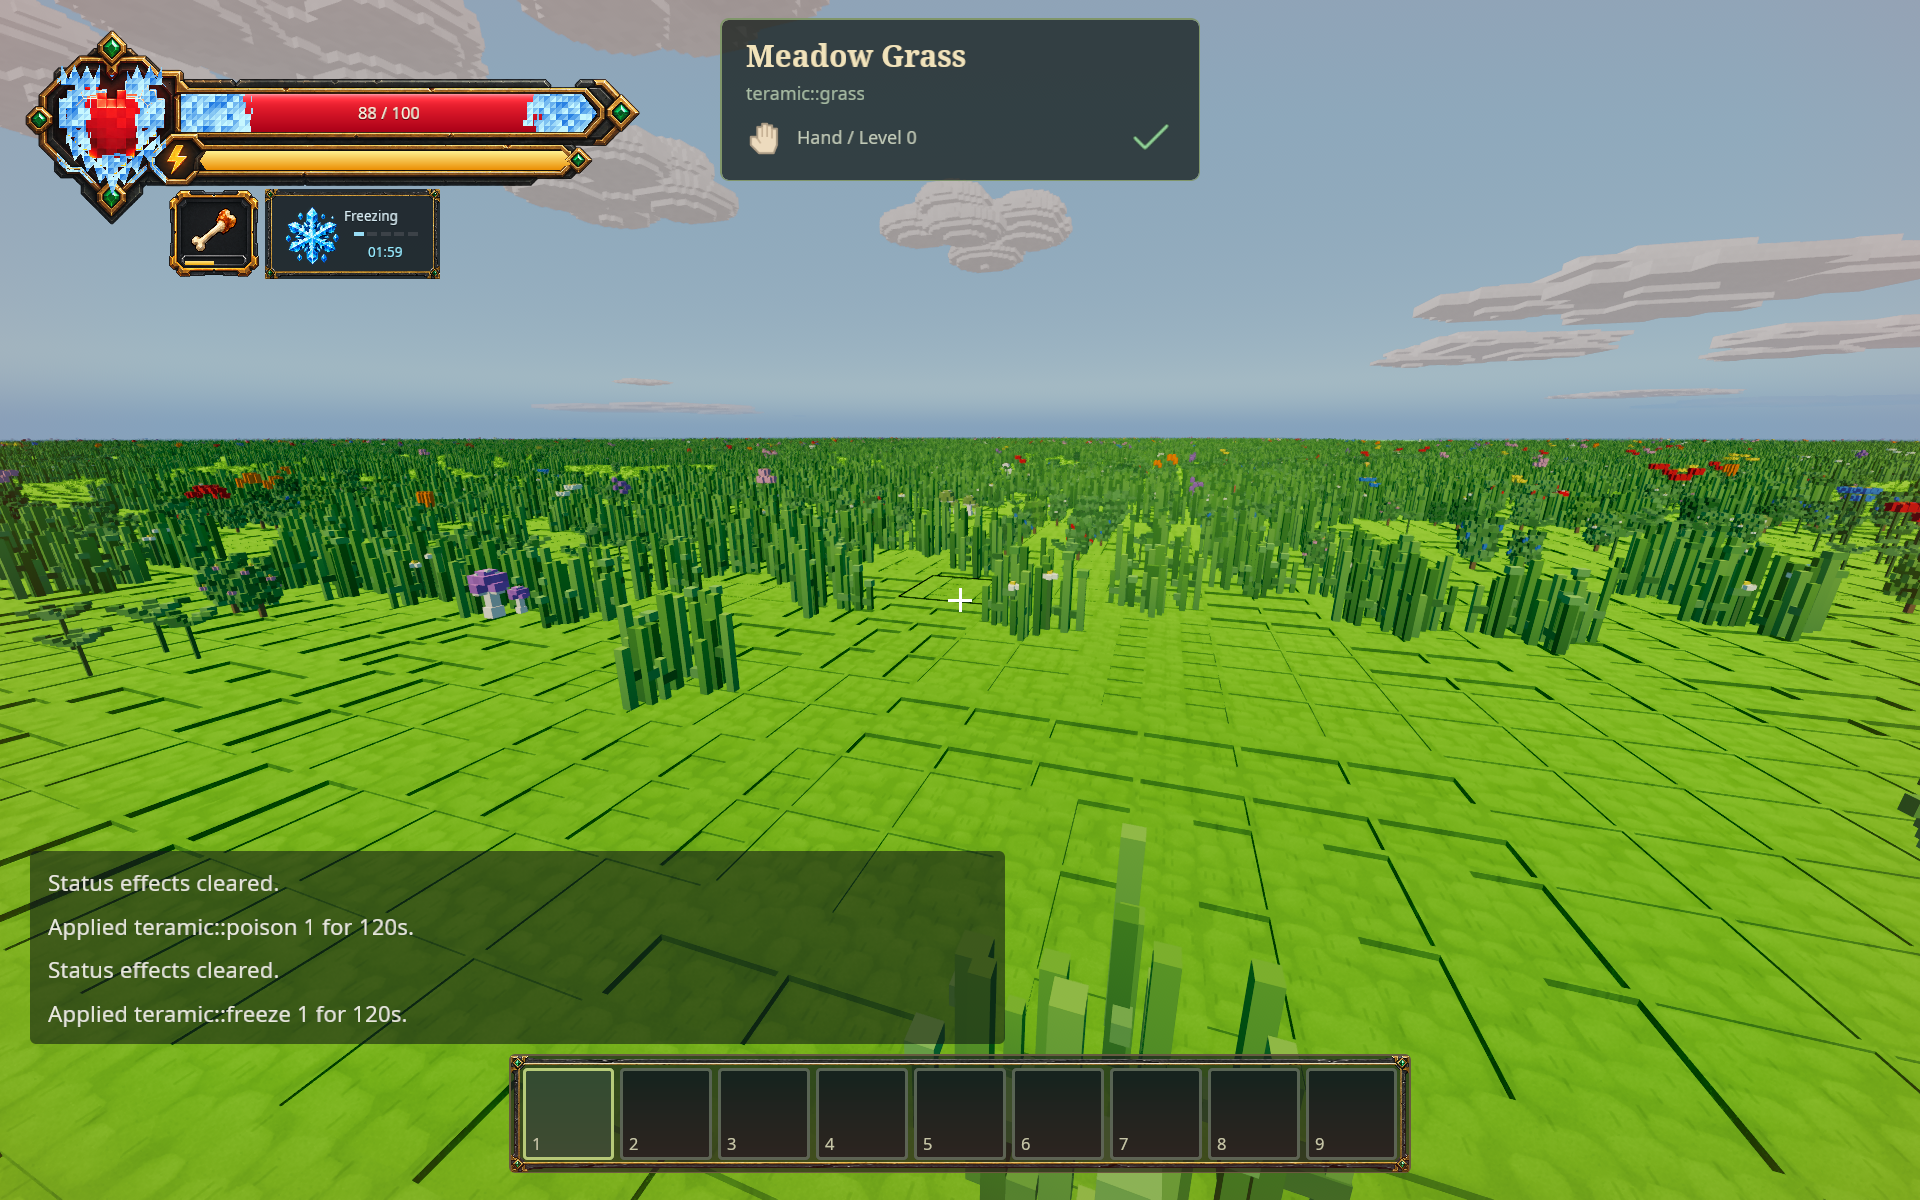 Meadow Grass
teramic::grass
Hand / Level 0
88 / 100
Freezing
01:59
Status effects cleared.
Applied teramic::poison 1 for 120s.
Status effects cleared.
Applied teramic::freeze 1 for 120s.
1 2 3 4 5 6 7 8 9